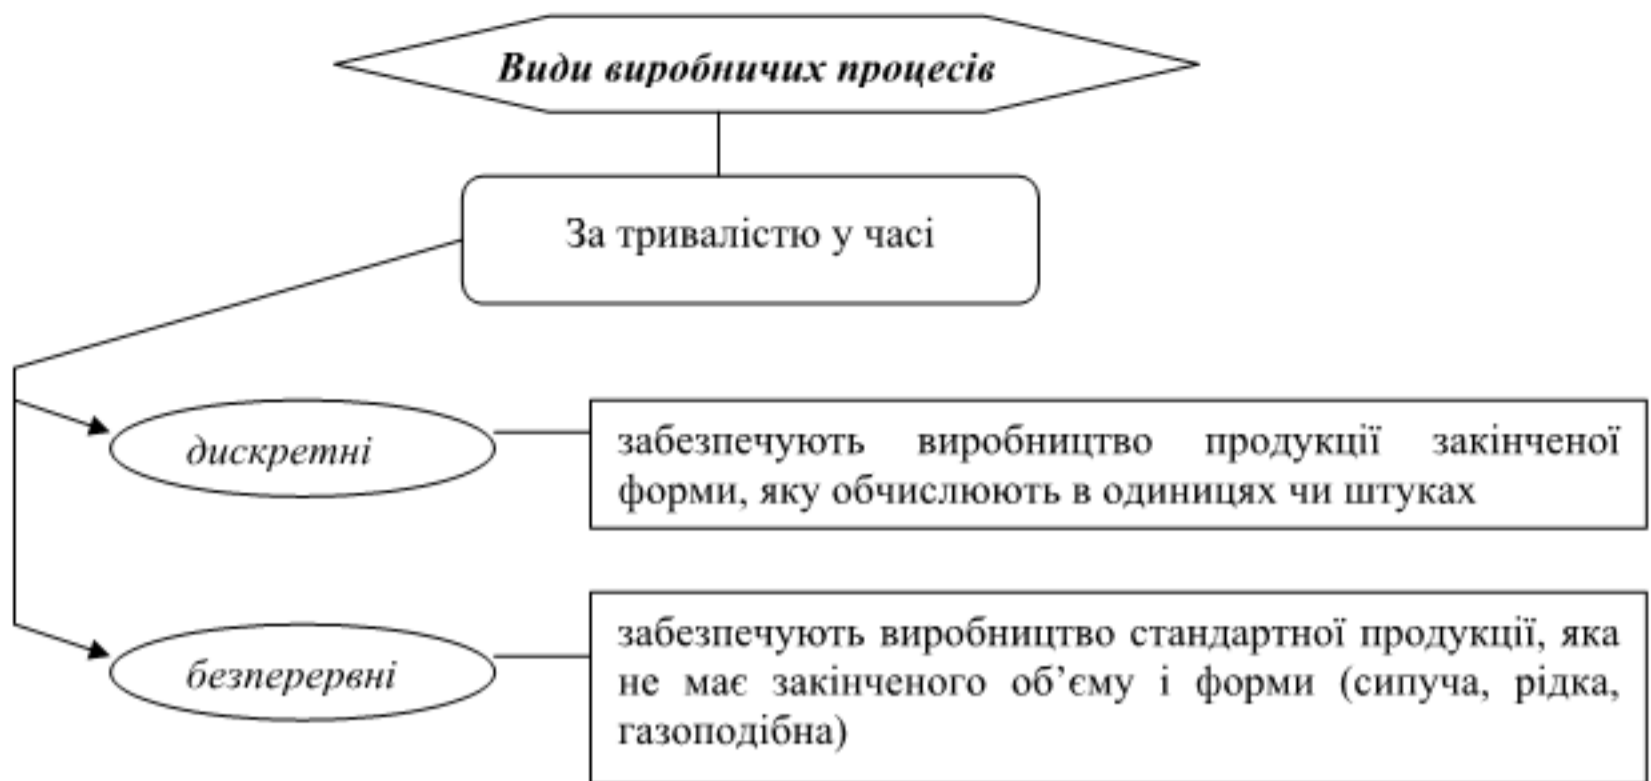 Види виробничих процесів
За тривалістю у часі
дискретні
забезпечують виробництво продукції закінченої
форми, яку обчислюють в одиницях чи штуках
безперервні
забезпечують виробництво стандартної продукції, яка
не має закінченого об’єму і форми (сипуча, рідка,
газоподібна)